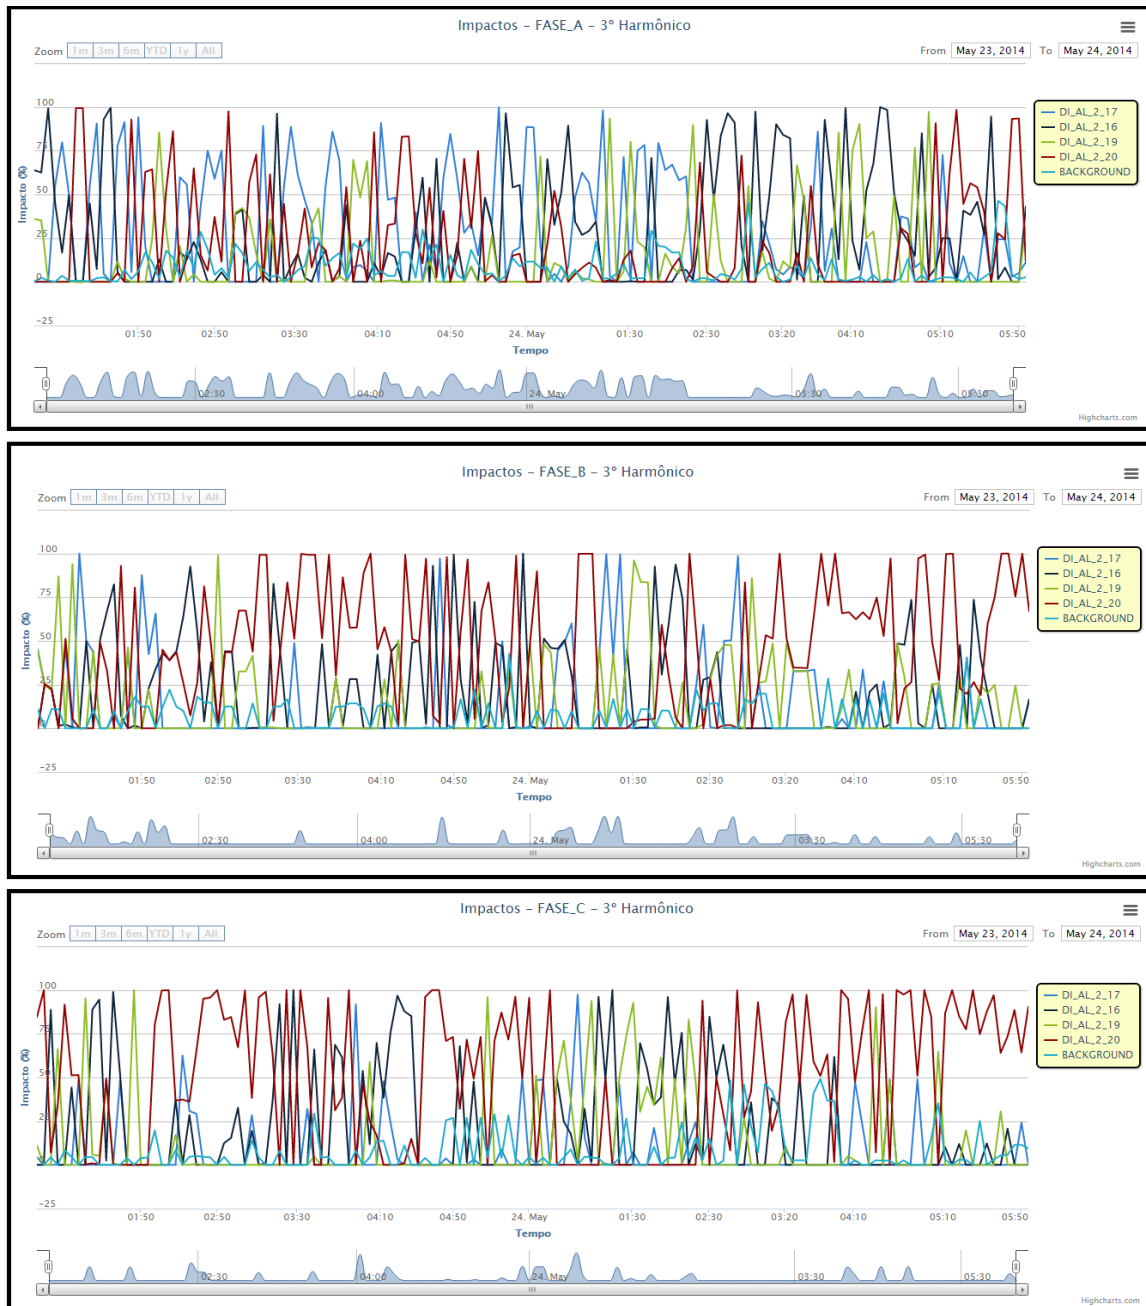 Impactos - FASE_A - 3º Harmônico
Zoom 1m 3m 6m YTD 1y All From May 23, 2014 To May 24, 2014
100
75
50
25
0
-25
Impacto (%)
DI_AL_2_17
DI_AL_2_16
DI_AL_2_19
DI_AL_2_20
BACKGROUND
01:50 02:50 03:30 04:10 04:50 24. May 01:30 02:30 03:20 04:10 05:10 05:50
Tempo
02:30 04:00 24. May 03:30 05:30
Highcharts.com
Impactos - FASE_B - 3º Harmônico
Zoom 1m 3m 6m YTD 1y All From May 23, 2014 To May 24, 2014
100
75
50
25
0
-25
Impacto (%)
DI_AL_2_17
DI_AL_2_16
DI_AL_2_19
DI_AL_2_20
BACKGROUND
01:50 02:50 03:30 04:10 04:50 24. May 01:30 02:30 03:20 04:10 05:10 05:50
Tempo
02:30 04:00 24. May 03:30 05:30
Highcharts.com
Impactos - FASE_C - 3º Harmônico
Zoom 1m 3m 6m YTD 1y All From May 23, 2014 To May 24, 2014
100
75
50
25
0
-25
Impacto (%)
DI_AL_2_17
DI_AL_2_16
DI_AL_2_19
DI_AL_2_20
BACKGROUND
01:50 02:50 03:30 04:10 04:50 24. May 01:30 02:30 03:20 04:10 05:10 05:50
Tempo
02:30 04:00 24. May 03:30 05:30
Highcharts.com